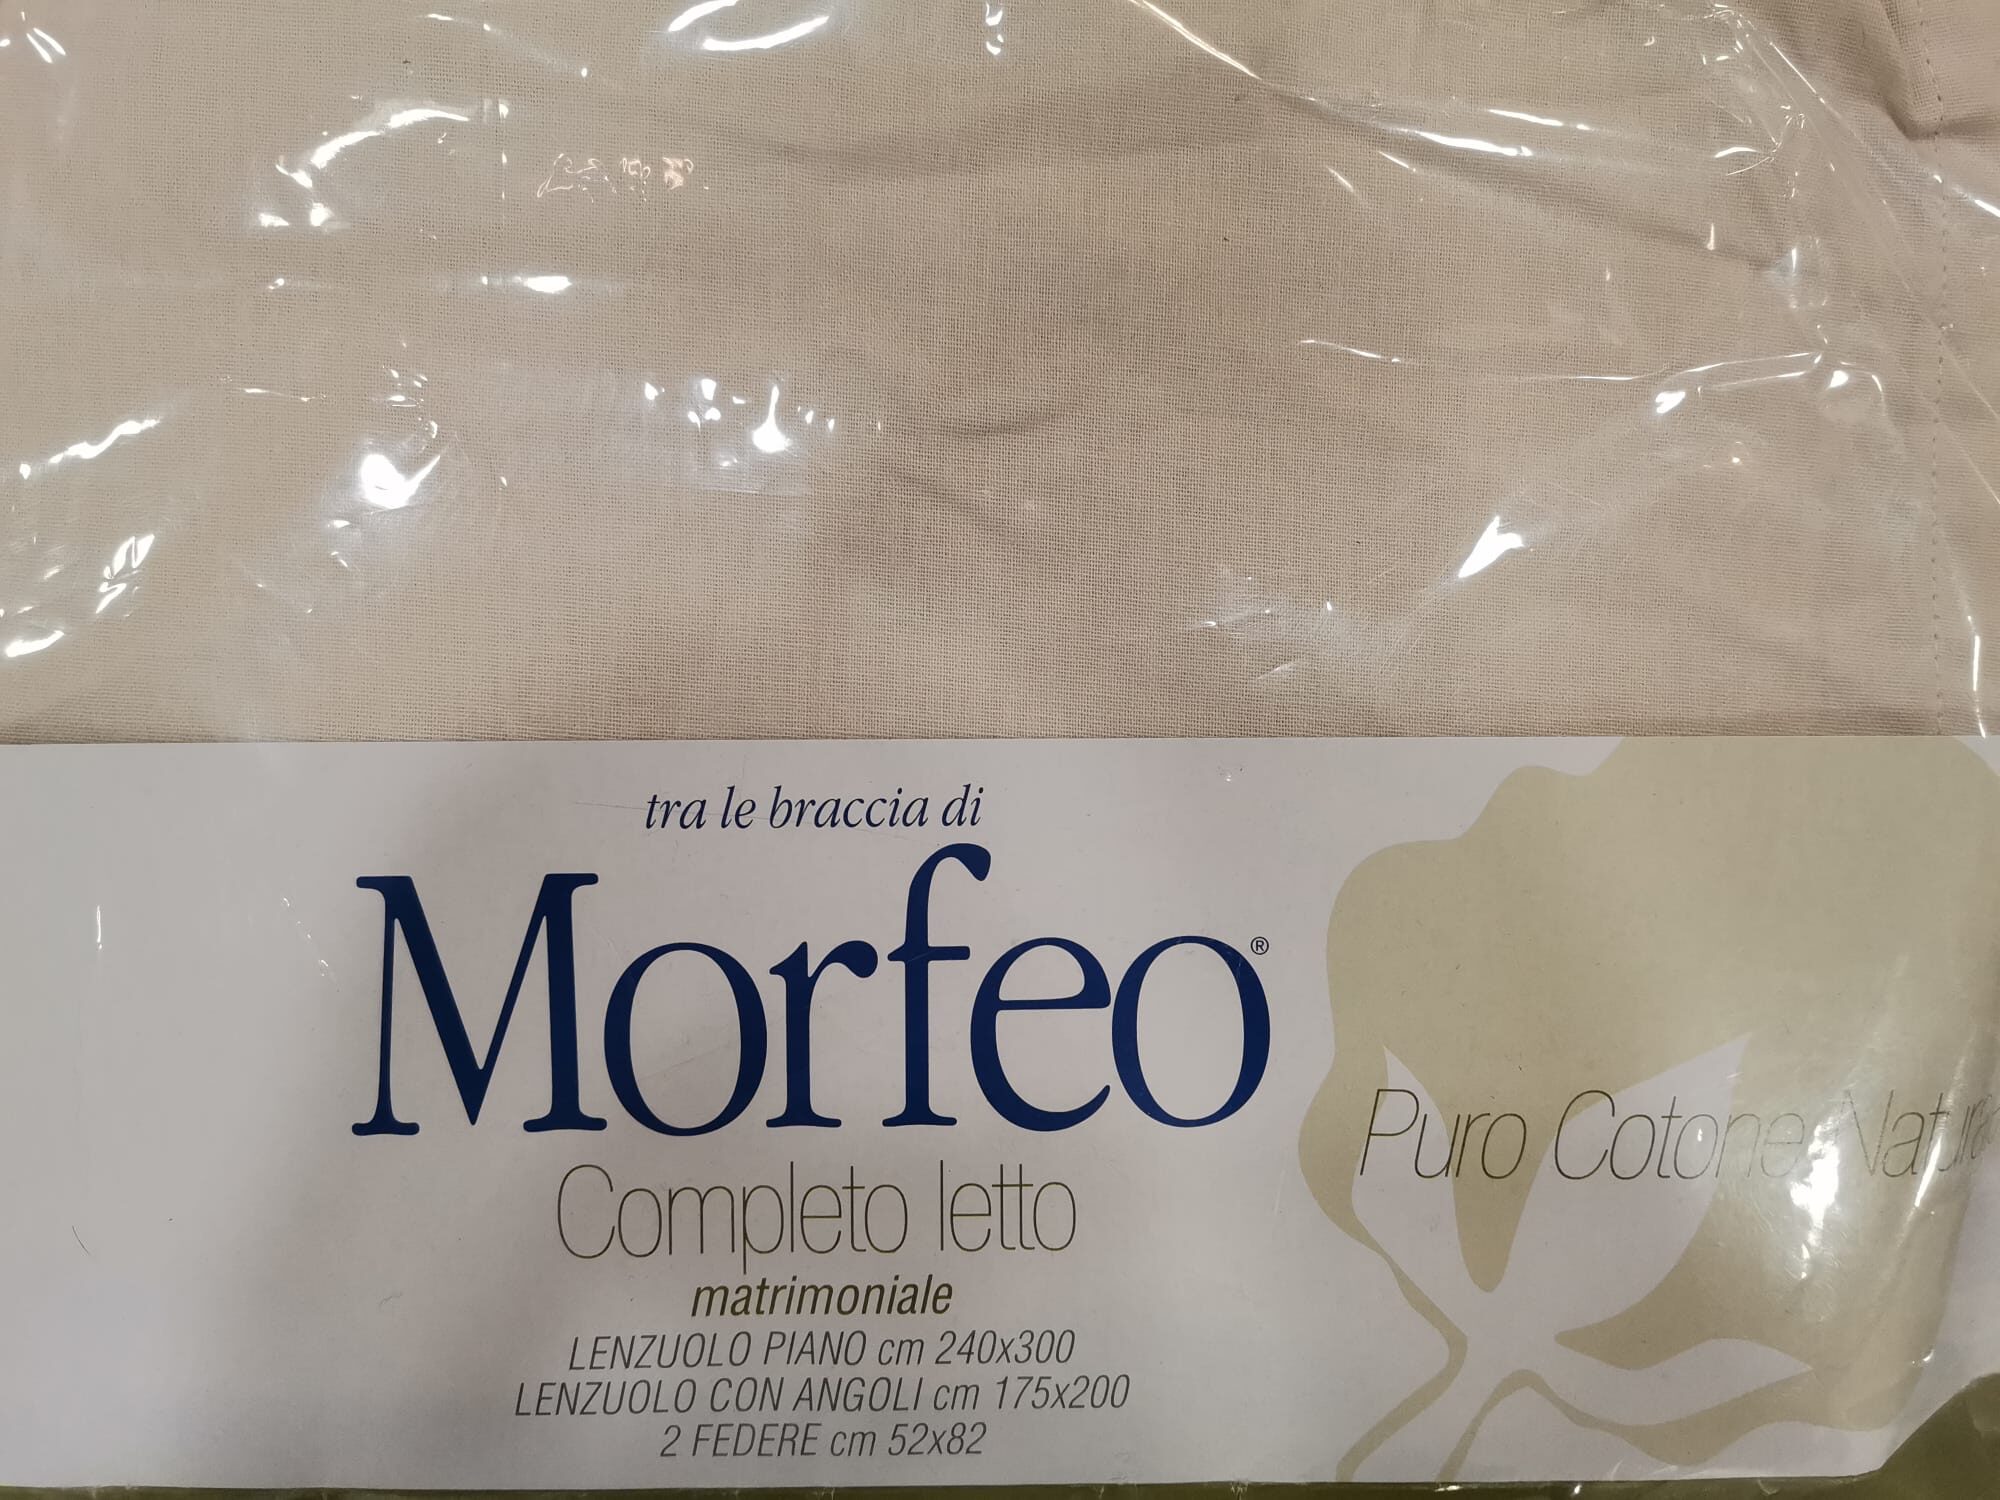 tra le braccia di
Morfeo®
Completo letto
matrimoniale
LENZUOLO PIANO cm 240x300
LENZUOLO CON ANGOLI cm 175x200
2 FEDERE cm 52x82
Puro Cotone